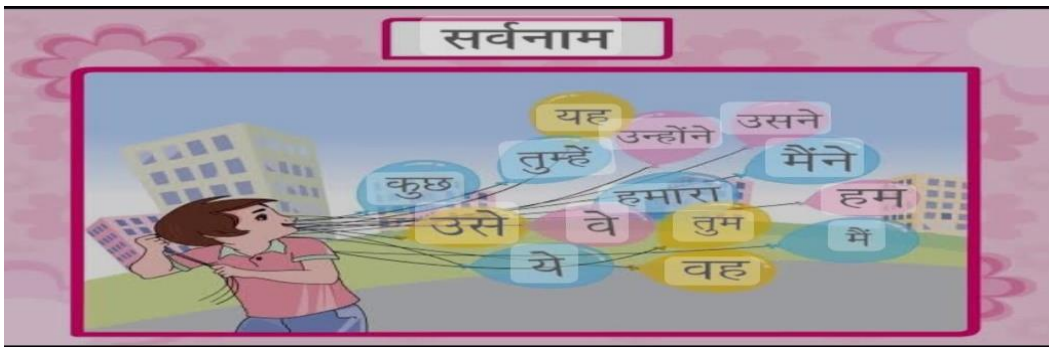 सर्वनाम
यह
उन्होंने
उसने
तुम्हें
मैंने
कुछ
हमारा
हम
उसे
वे
तुम
मैं
ये
वह